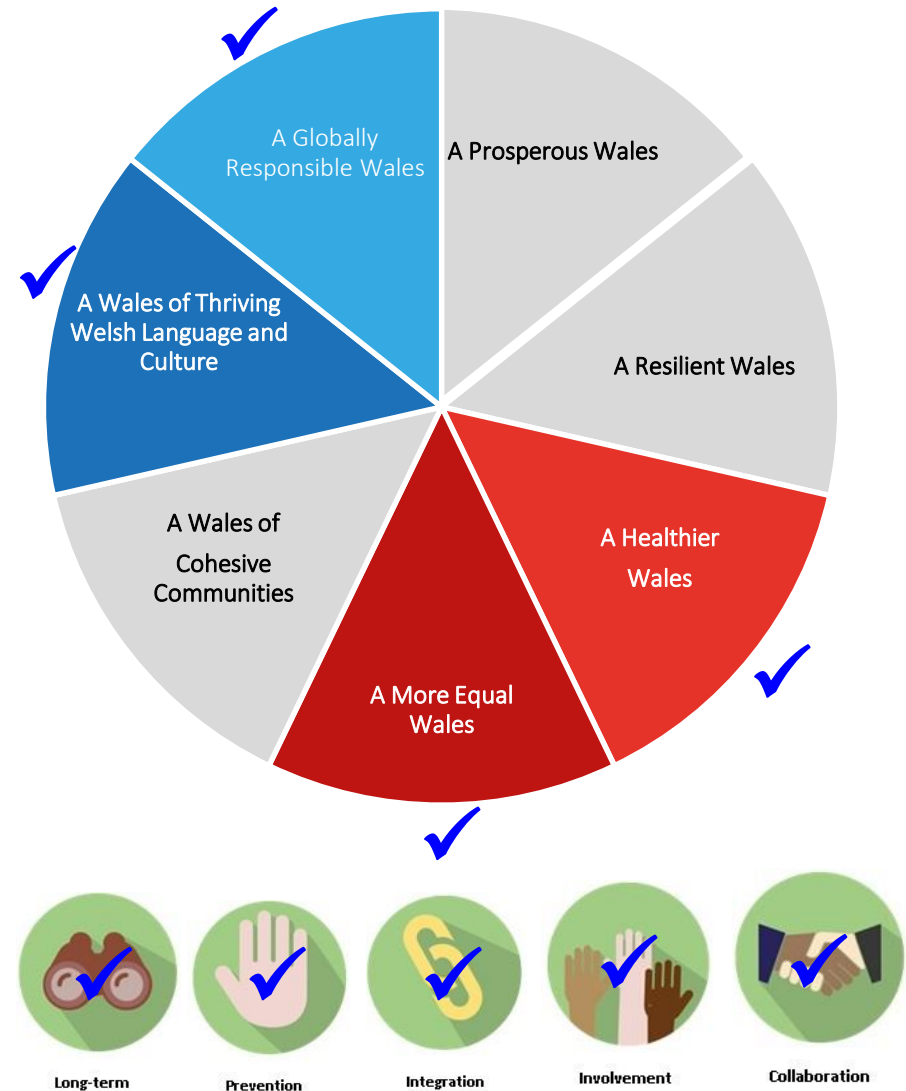 A Globally
Responsible Wales
A Prosperous Wales
A Wales of Thriving
Welsh Language and
Culture
A Resilient Wales
A Wales of
Cohesive
Communities
A Healthier
Wales
A More Equal
Wales
Long-term
Prevention
Integration
Involvement
Collaboration